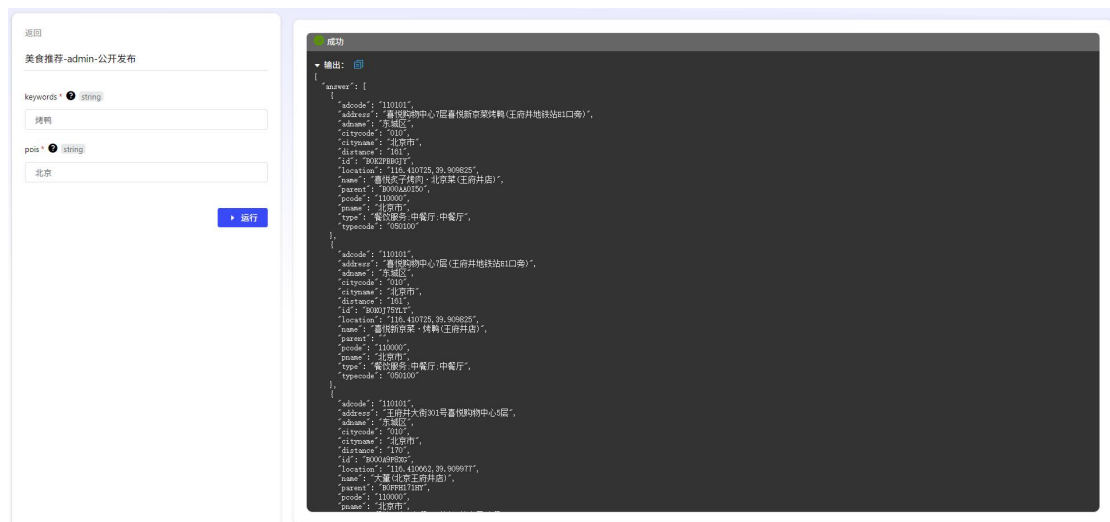 返回
美食推荐-admin-公开发布
keywords * ? string
烤鸭
pois * ? string
北京
运行
成功
输出:
{
"answer": [
{
"adcode": "110101",
"address": "喜悦购物中心7层喜悦新京菜烤鸭(王府井地铁站E1口旁)",
"adname": "东城区",
"citycode": "010",
"cityname": "北京市",
"distance": "161",
"id": "B0K2PBBGJY",
"location": "116.410725,39.909825",
"name": "喜悦炙子烤肉·北京菜(王府井店)",
"parent": "B000AA0I50",
"pcode": "110000",
"pname": "北京市",
"type": "餐饮服务;中餐厅;中餐厅",
"typecode": "050100"
},
{
"adcode": "110101",
"address": "喜悦购物中心7层(王府井地铁站E1口旁)",
"adname": "东城区",
"citycode": "010",
"cityname": "北京市",
"distance": "161",
"id": "B0K0J75YLT",
"location": "116.410725,39.909825",
"name": "喜悦新京菜·烤鸭(王府井店)",
"parent": "",
"pcode": "110000",
"pname": "北京市",
"type": "餐饮服务;中餐厅;中餐厅",
"typecode": "050100"
},
{
"adcode": "110101",
"address": "王府井大街301号喜悦购物中心5层",
"adname": "东城区",
"citycode": "010",
"cityname": "北京市",
"distance": "170",
"id": "B000A9P8XG",
"location": "116.410662,39.909977",
"name": "大董(北京王府井店)",
"parent": "B0FFH171HY",
"pcode": "110000",
"pname": "北京市",